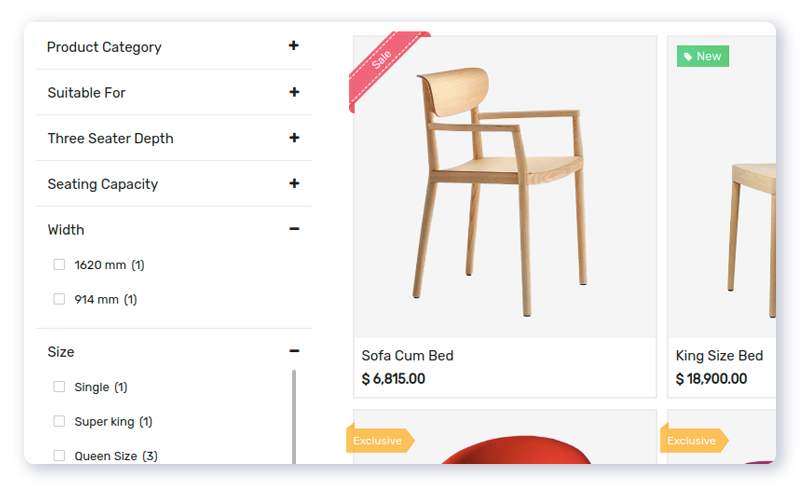 Product Category
Suitable For
Three Seater Depth
Seating Capacity
Width
1620 mm (1)
914 mm (1)
Size
Single (1)
Super king (1)
Queen Size (3)
Sale
Sofa Cum Bed
$ 6,815.00
New
King Size Bed
$ 18,900.00
Exclusive
Exclusive